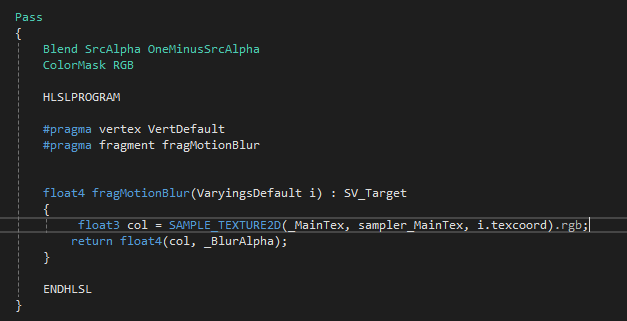 Pass
{
Blend SrcAlpha OneMinusSrcAlpha
ColorMask RGB
HLSLPROGRAM
#pragma vertex VertDefault
#pragma fragment fragMotionBlur
float4 fragMotionBlur(VaryingsDefault i) : SV_Target
{
float3 col = SAMPLE_TEXTURE2D(_MainTex, sampler_MainTex, i.texcoord).rgb;
return float4(col, _BlurAlpha);
}
ENDHLSL
}